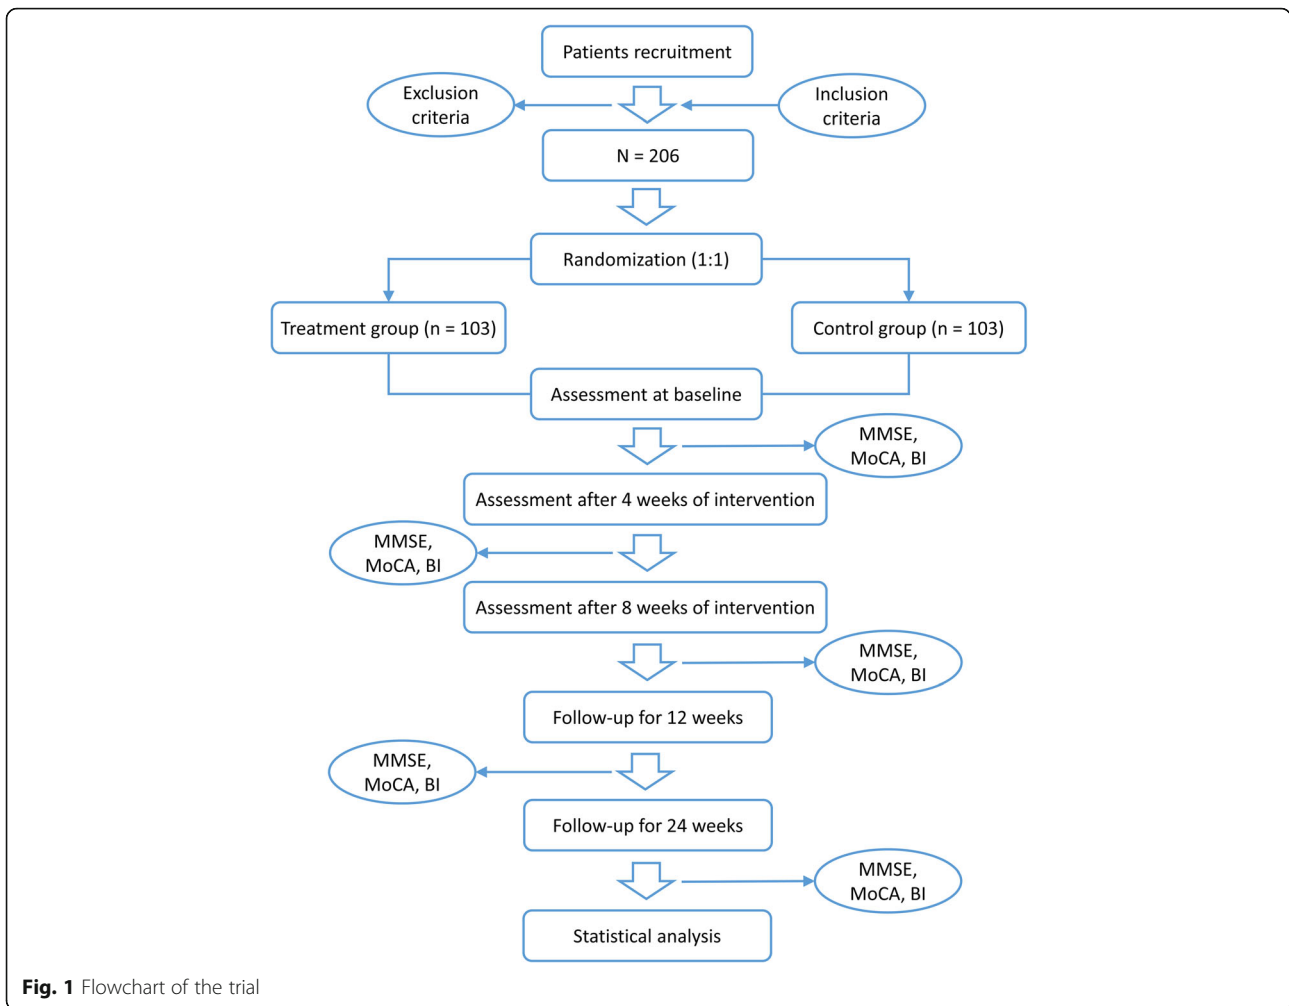 Patients recruitment
Exclusion
criteria
Inclusion
criteria
N = 206
Randomization (1:1)
Treatment group (n = 103)
Control group (n = 103)
Assessment at baseline
MMSE,
MoCA, BI
Assessment after 4 weeks of intervention
MMSE,
MoCA, BI
Assessment after 8 weeks of intervention
MMSE,
MoCA, BI
Follow-up for 12 weeks
MMSE,
MoCA, BI
Follow-up for 24 weeks
MMSE,
MoCA, BI
Statistical analysis
Fig. 1 Flowchart of the trial